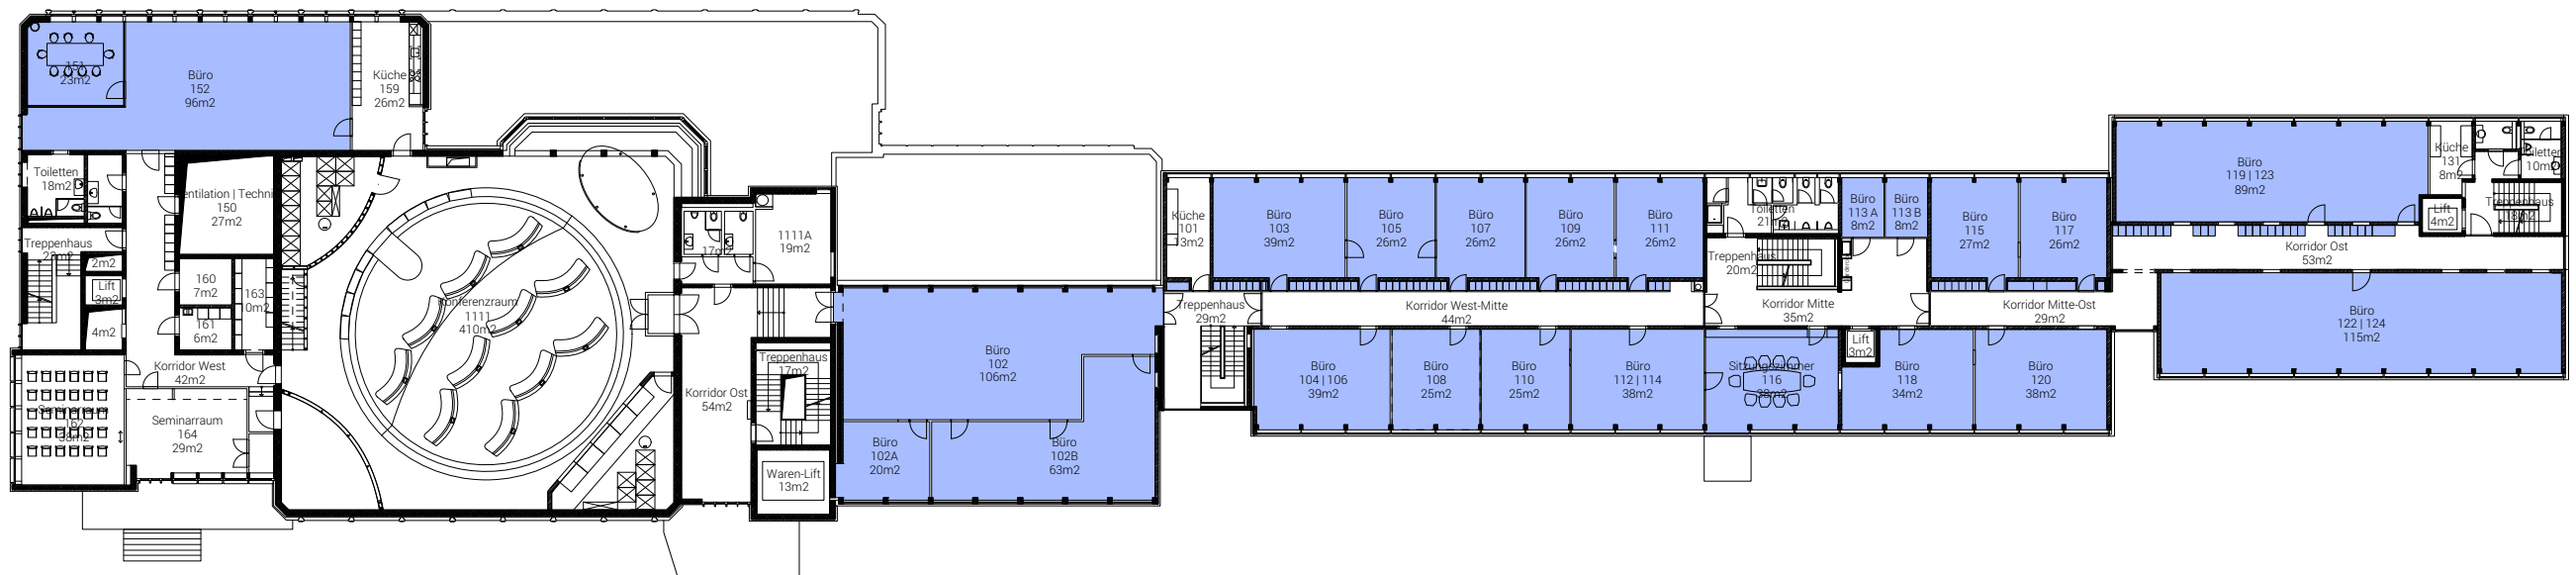 151
23m2
Büro
152
96m2
Küche
159
26m2
Toiletten
18m2
Ventilation | Technik
150
27m2
Treppenhaus
2m2
Lift
3m2
4m2
160
7m2
161
6m2
163
Korridor West
42m2
162
38m2
Seminarraum
164
29m2
Konferenzraum
1111
410m2
17m2
1111A
19m2
Korridor Ost
54m2
Treppenhaus
17m2
Waren-Lift
13m2
Büro
102
106m2
Büro
102A
20m2
Büro
102B
63m2
Küche
101
13m2
Treppenhaus
29m2
Büro
103
39m2
Büro
105
26m2
Büro
107
26m2
Büro
109
26m2
Büro
111
26m2
Korridor West-Mitte
44m2
Büro
104 | 106
39m2
Büro
108
25m2
Büro
110
25m2
Büro
112 | 114
38m2
Sitzungszimmer
116
38m2
Toiletten
21m2
Treppenhaus
20m2
Korridor Mitte
35m2
Büro
113 A
8m2
Büro
113 B
8m2
Büro
115
27m2
Büro
117
26m2
Korridor Mitte-Ost
29m2
Lift
3m2
Büro
118
34m2
Büro
120
38m2
Büro
119 | 123
89m2
Küche
131
8m2
Toiletten
10m2
Lift
4m2
Treppenhaus
18m2
Korridor Ost
53m2
Büro
122 | 124
115m2